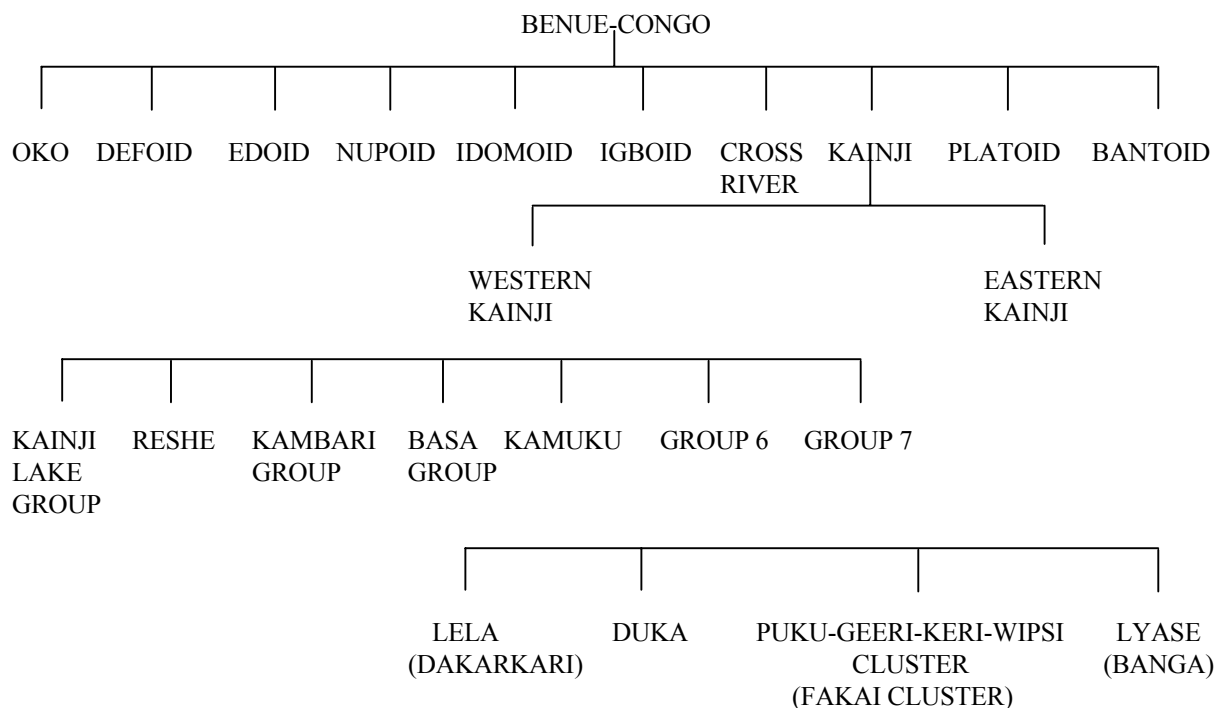 BENUE-CONGO
OKO DEFOID EDOID NUPOID IDOMOID IGBOID CROSS KAINJI PLATOID BANTOID
RIVER
WESTERN EASTERN
KAINJI KAINJI
KAINJI RESHE KAMBARI BASA KAMUKU GROUP 6 GROUP 7
LAKE GROUP GROUP
GROUP
LELA DUKA PUKU-GEERI-KERI-WIPSI LYASE
(DAKARKARI) CLUSTER (BANGA)
(FAKAI CLUSTER)